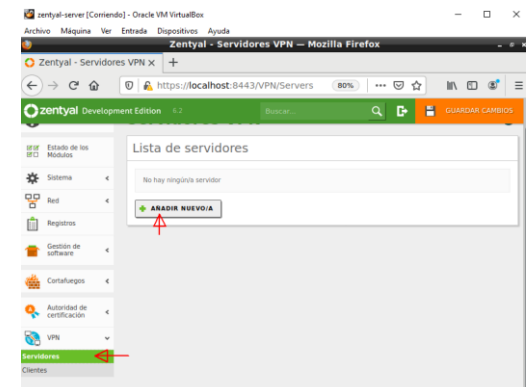 zentyal-server [Corriendo] - Oracle VM VirtualBox
Archivo Máquina Ver Entrada Dispositivos Ayuda
Zentyal - Servidores VPN — Mozilla Firefox
Zentyal - Servidores VPN × +
https://localhost:8443/VPN/Servers 80%
zentyal Development Edition 6.2 Buscar... GUARDAR CAMBIOS
Estado de los
Módulos
Lista de servidores
Sistema
No hay ningún/a servidor
Red
AÑADIR NUEVO/A
Registros
Gestión de
software
Cortafuegos
Autoridad de
certificación
VPN
Servidores
Clientes